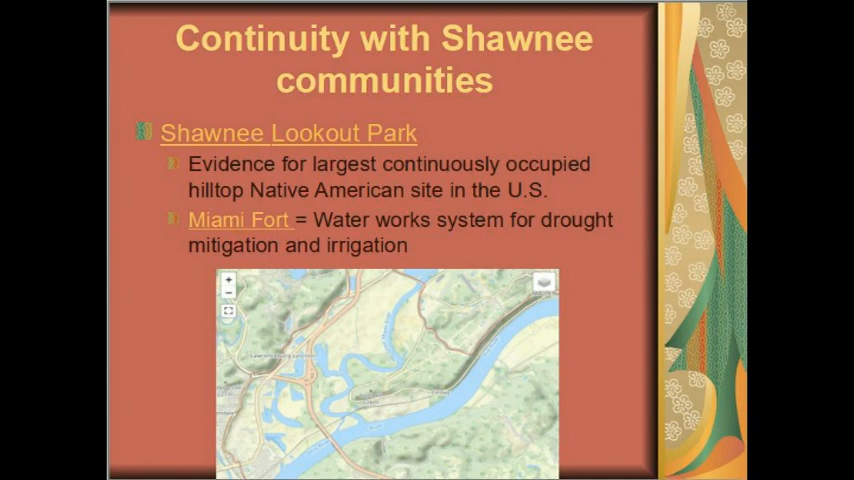 Continuity with Shawnee
communities
Shawnee Lookout Park
Evidence for largest continuously occupied
hilltop Native American site in the U.S.
Miami Fort = Water works system for drought
mitigation and irrigation